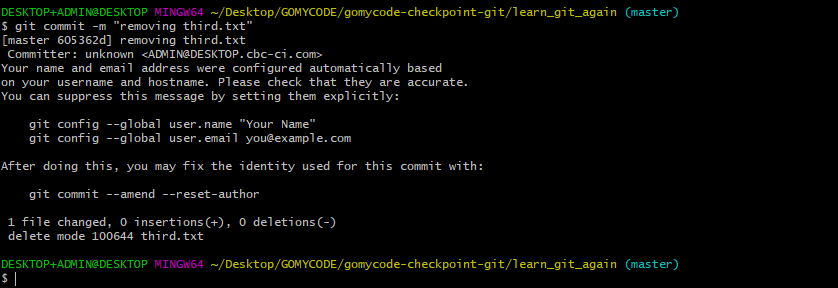 DESKTOP+ADMIN@DESKTOP MINGW64 ~/Desktop/GOMYCODE/gomycode-checkpoint-git/learn_git_again (master)
$ git commit -m "removing third.txt"
[master 605362d] removing third.txt
 Committer: unknown <ADMIN@DESKTOP.cbc-ci.com>
Your name and email address were configured automatically based
on your username and hostname. Please check that they are accurate.
You can suppress this message by setting them explicitly:

    git config --global user.name "Your Name"
    git config --global user.email you@example.com

After doing this, you may fix the identity used for this commit with:

    git commit --amend --reset-author

 1 file changed, 0 insertions(+), 0 deletions(-)
 delete mode 100644 third.txt

DESKTOP+ADMIN@DESKTOP MINGW64 ~/Desktop/GOMYCODE/gomycode-checkpoint-git/learn_git_again (master)
$